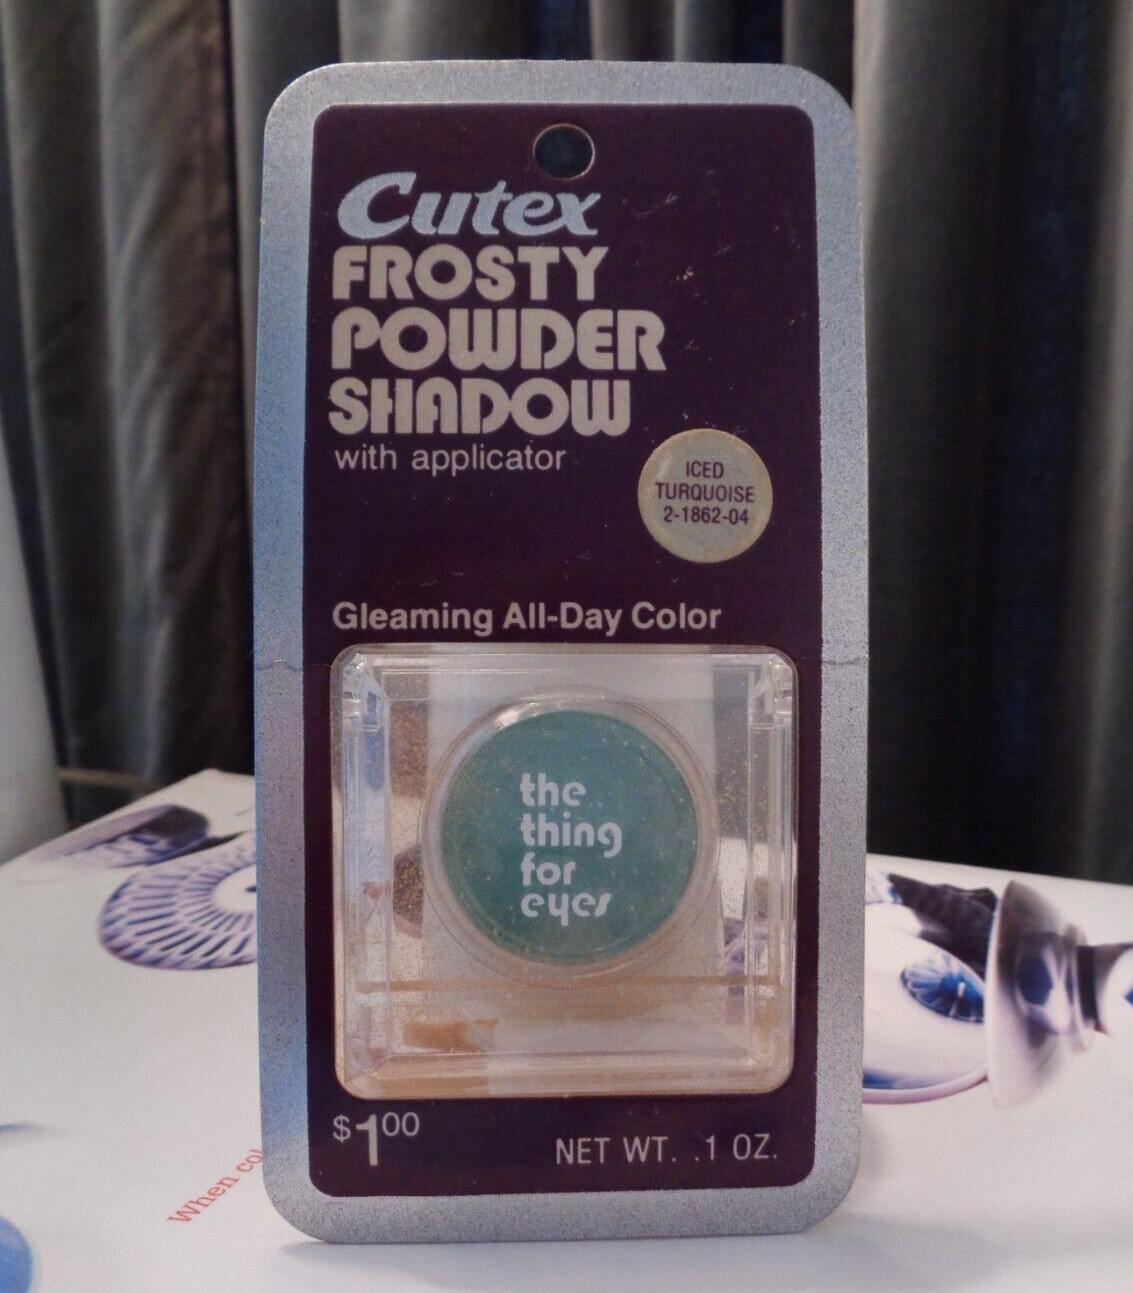 Cutex
FROSTY
POWDER
SHADOW
with applicator
ICED
TURQUOISE
2-1862-04
Gleaming All-Day Color
the
thing
for
eyes
$1.00
NET WT. .1 OZ.
When